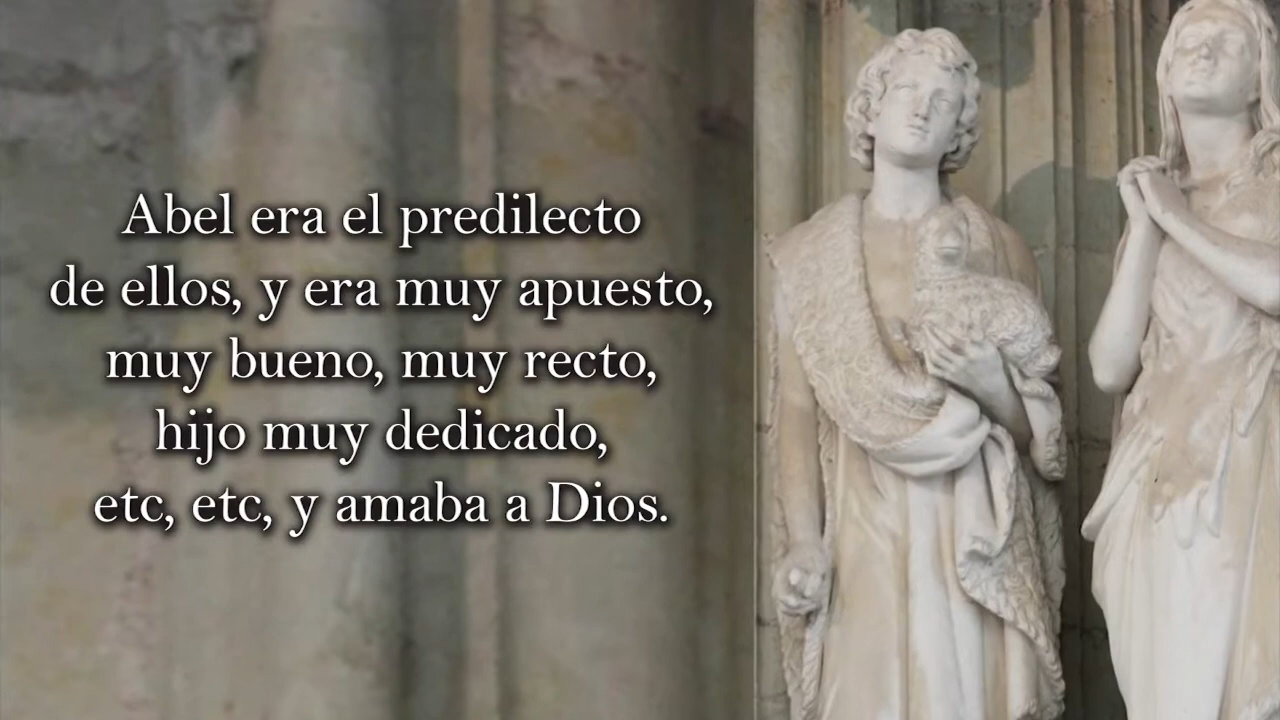 Abel era el predilecto
de ellos, y era muy apuesto,
muy bueno, muy recto,
hijo muy dedicado,
etc, etc, y amaba a Dios.